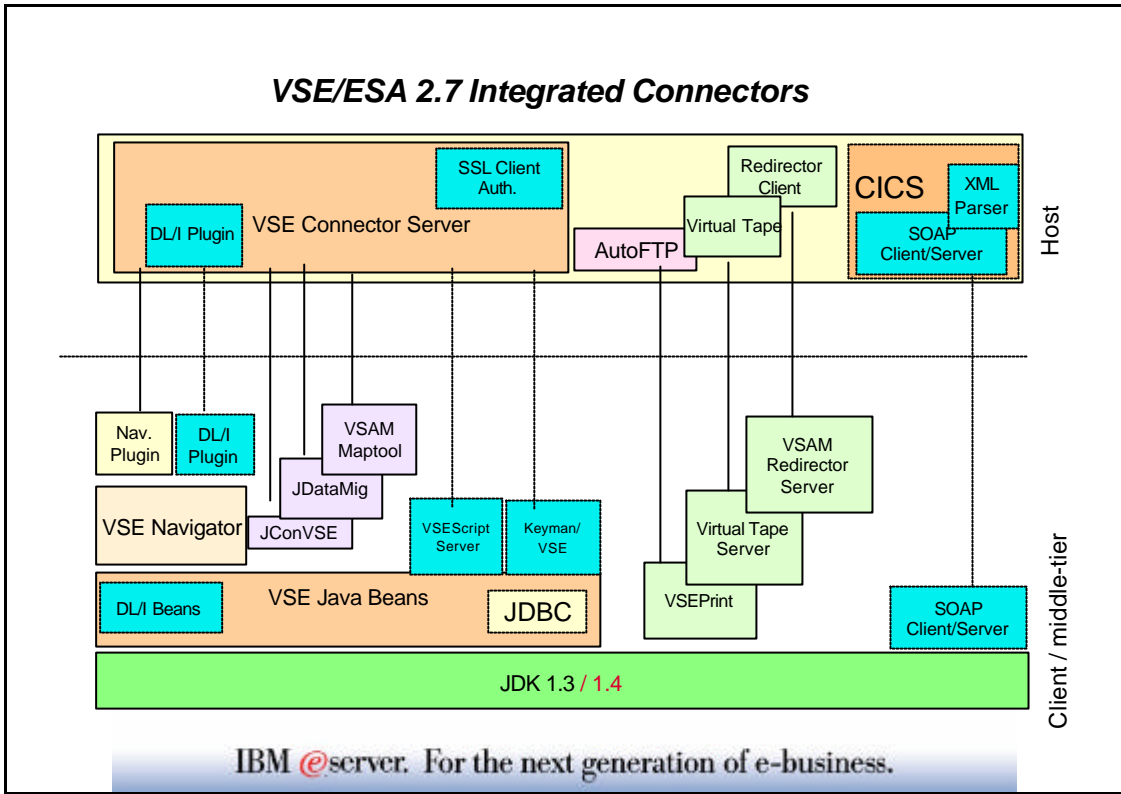 VSE/ESA 2.7 Integrated Connectors
SSL Client
Auth.
DL/I Plugin
VSE Connector Server
AutoFTP
Virtual Tape
Redirector
Client
CICS
XML
Parser
SOAP
Client/Server
Host
Nav.
Plugin
DL/I
Plugin
VSAM
Maptool
JDataMig
JConVSE
VSE Navigator
VSEScript
Server
Keyman/
VSE
VSAM
Redirector
Server
Virtual Tape
Server
VSEPrint
DL/I Beans
VSE Java Beans
JDBC
SOAP
Client/Server
JDK 1.3 / 1.4
Client / middle-tier
IBM @server. For the next generation of e-business.